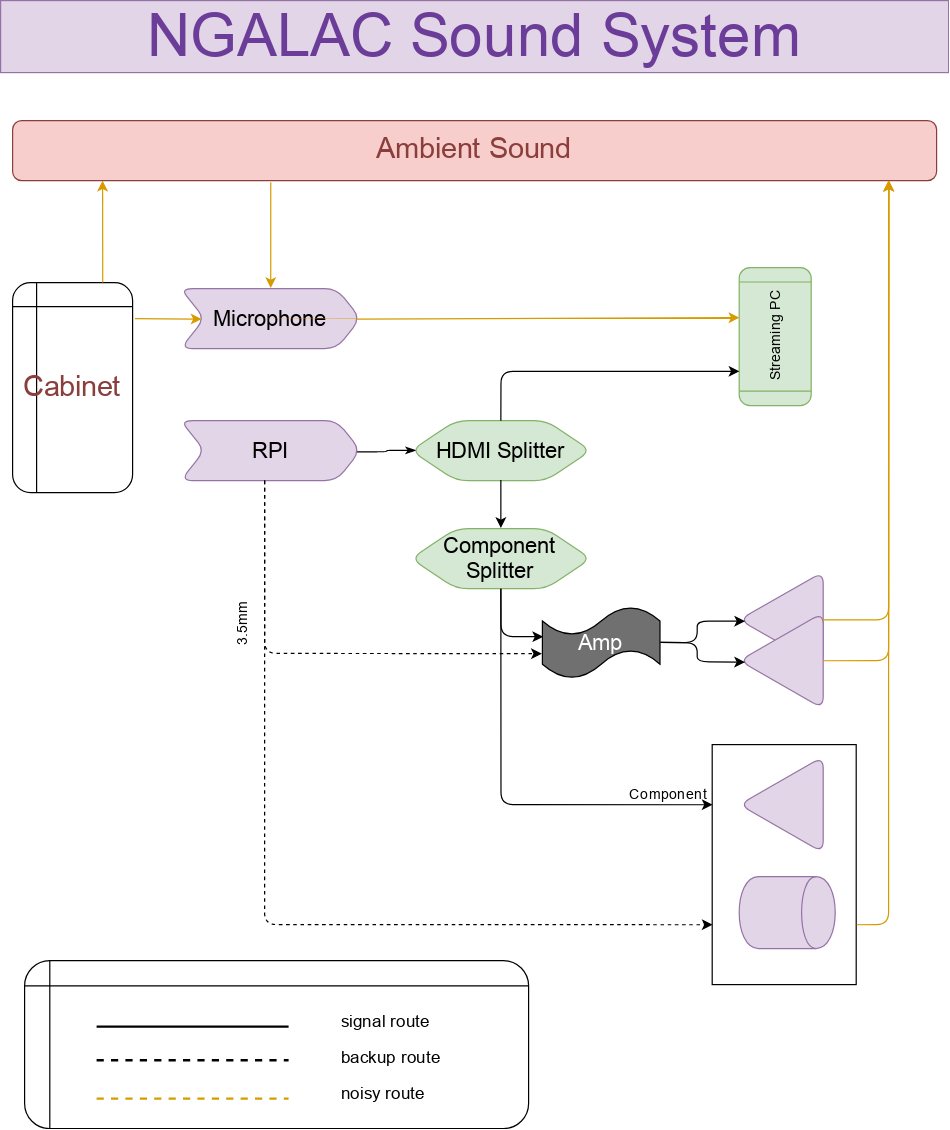 NGALAC Sound System
Ambient Sound
Streaming PC
Microphone
Cabinet
RPI
HDMI Splitter
Component
Splitter
3.5mm
Amp
Component
signal route
backup route
noisy route